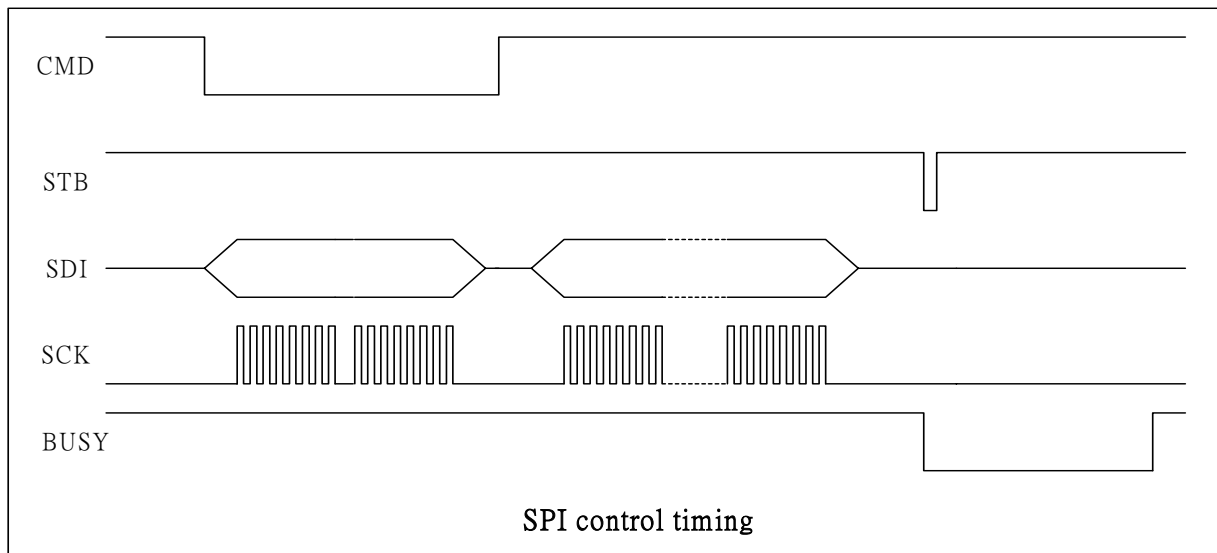 CMD
STB
SDI
SCK
BUSY
SPI control timing